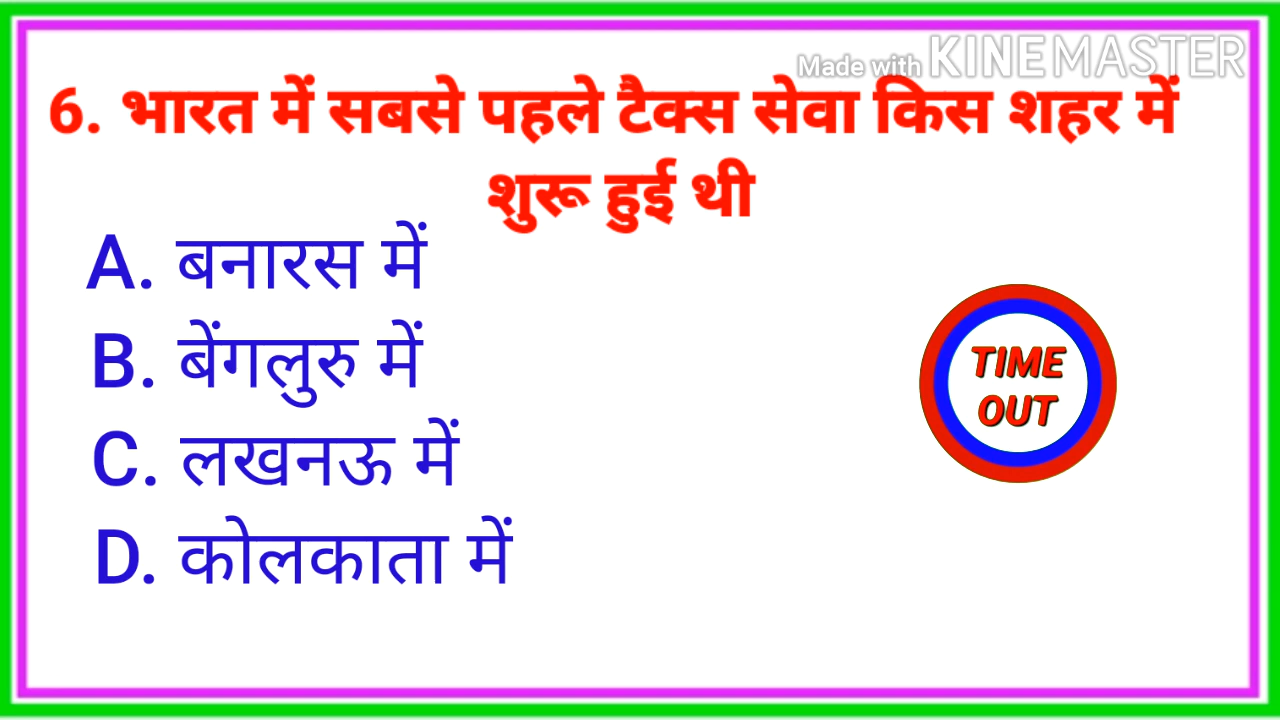 Made with KINEMASTER
6. भारत में सबसे पहले टैक्स सेवा किस शहर में
शुरू हुई थी
A. बनारस में
B. बेंगलुरु में
C. लखनऊ में
D. कोलकाता में
TIME
OUT